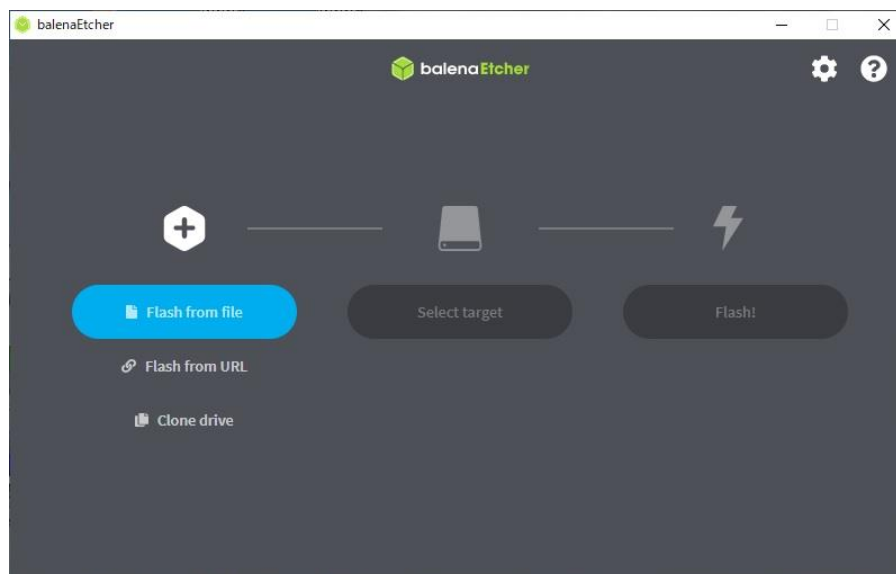 balenaEtcher
balenaEtcher
Flash from file
Select target
Flash!
Flash from URL
Clone drive